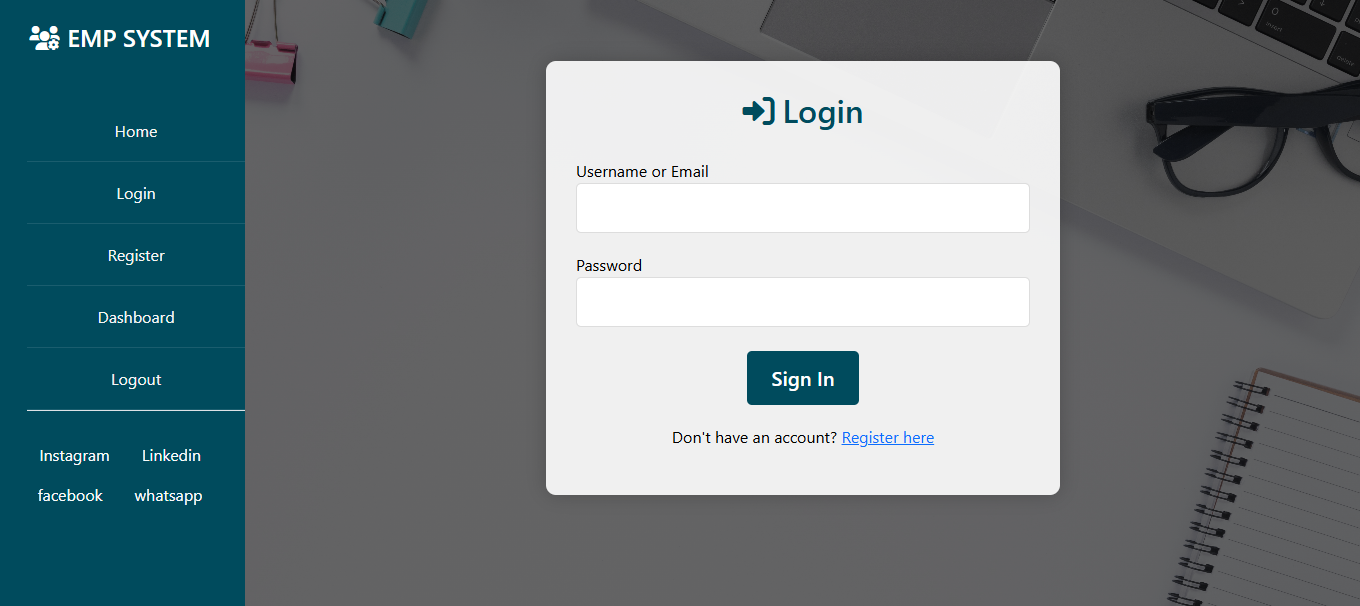 EMP SYSTEM
Home
Login
Register
Dashboard
Logout
Instagram Linkedin
facebook whatsapp
Login
Username or Email
Password
Sign In
Don't have an account? Register here